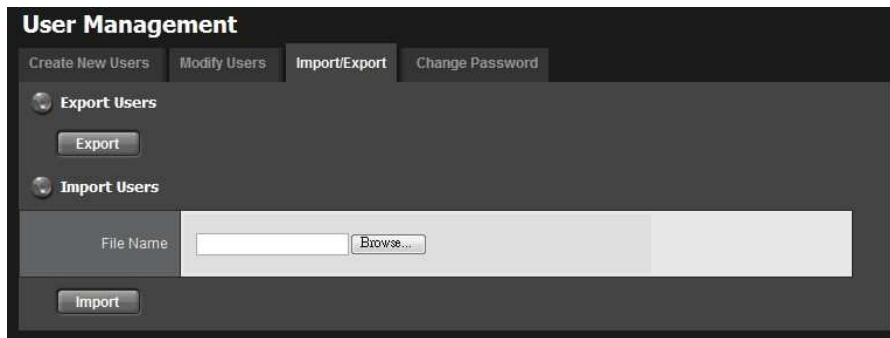 User Management
Create New Users Modify Users Import/Export Change Password
Export Users
Export
Import Users
File Name Browse...
Import